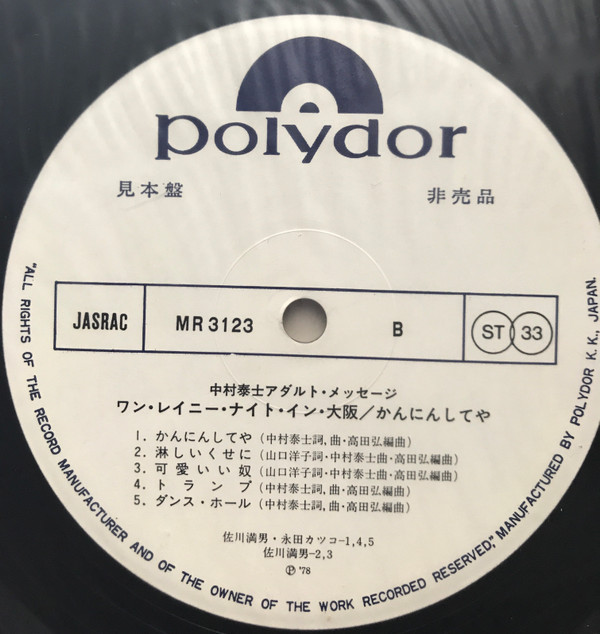 polydor
見本盤
非売品
JASRAC
MR 3123
B
ST 33
中村泰士アダルト・メッセージ
ワン・レイニー・ナイト・イン・大阪／かんにんしてや
1. かんにんしてや（中村泰士詞,曲・高田弘編曲）
2. 淋しいくせに（山口洋子詞・中村泰士曲・高田弘編曲）
3. 可愛いい奴（山口洋子詞・中村泰士曲・高田弘編曲）
4. トランプ（中村泰士詞,曲・高田弘編曲）
5. ダンス・ホール（中村泰士詞,曲・高田弘編曲）
佐川満男・永田カツコ-1,4,5
佐川満男-2,3
Ⓟ '78
"ALL RIGHTS OF THE RECORD MANUFACTURER AND OF THE OWNER OF THE WORK RECORDED RESERVED," MANUFACTURED BY POLYDOR K.K., JAPAN.